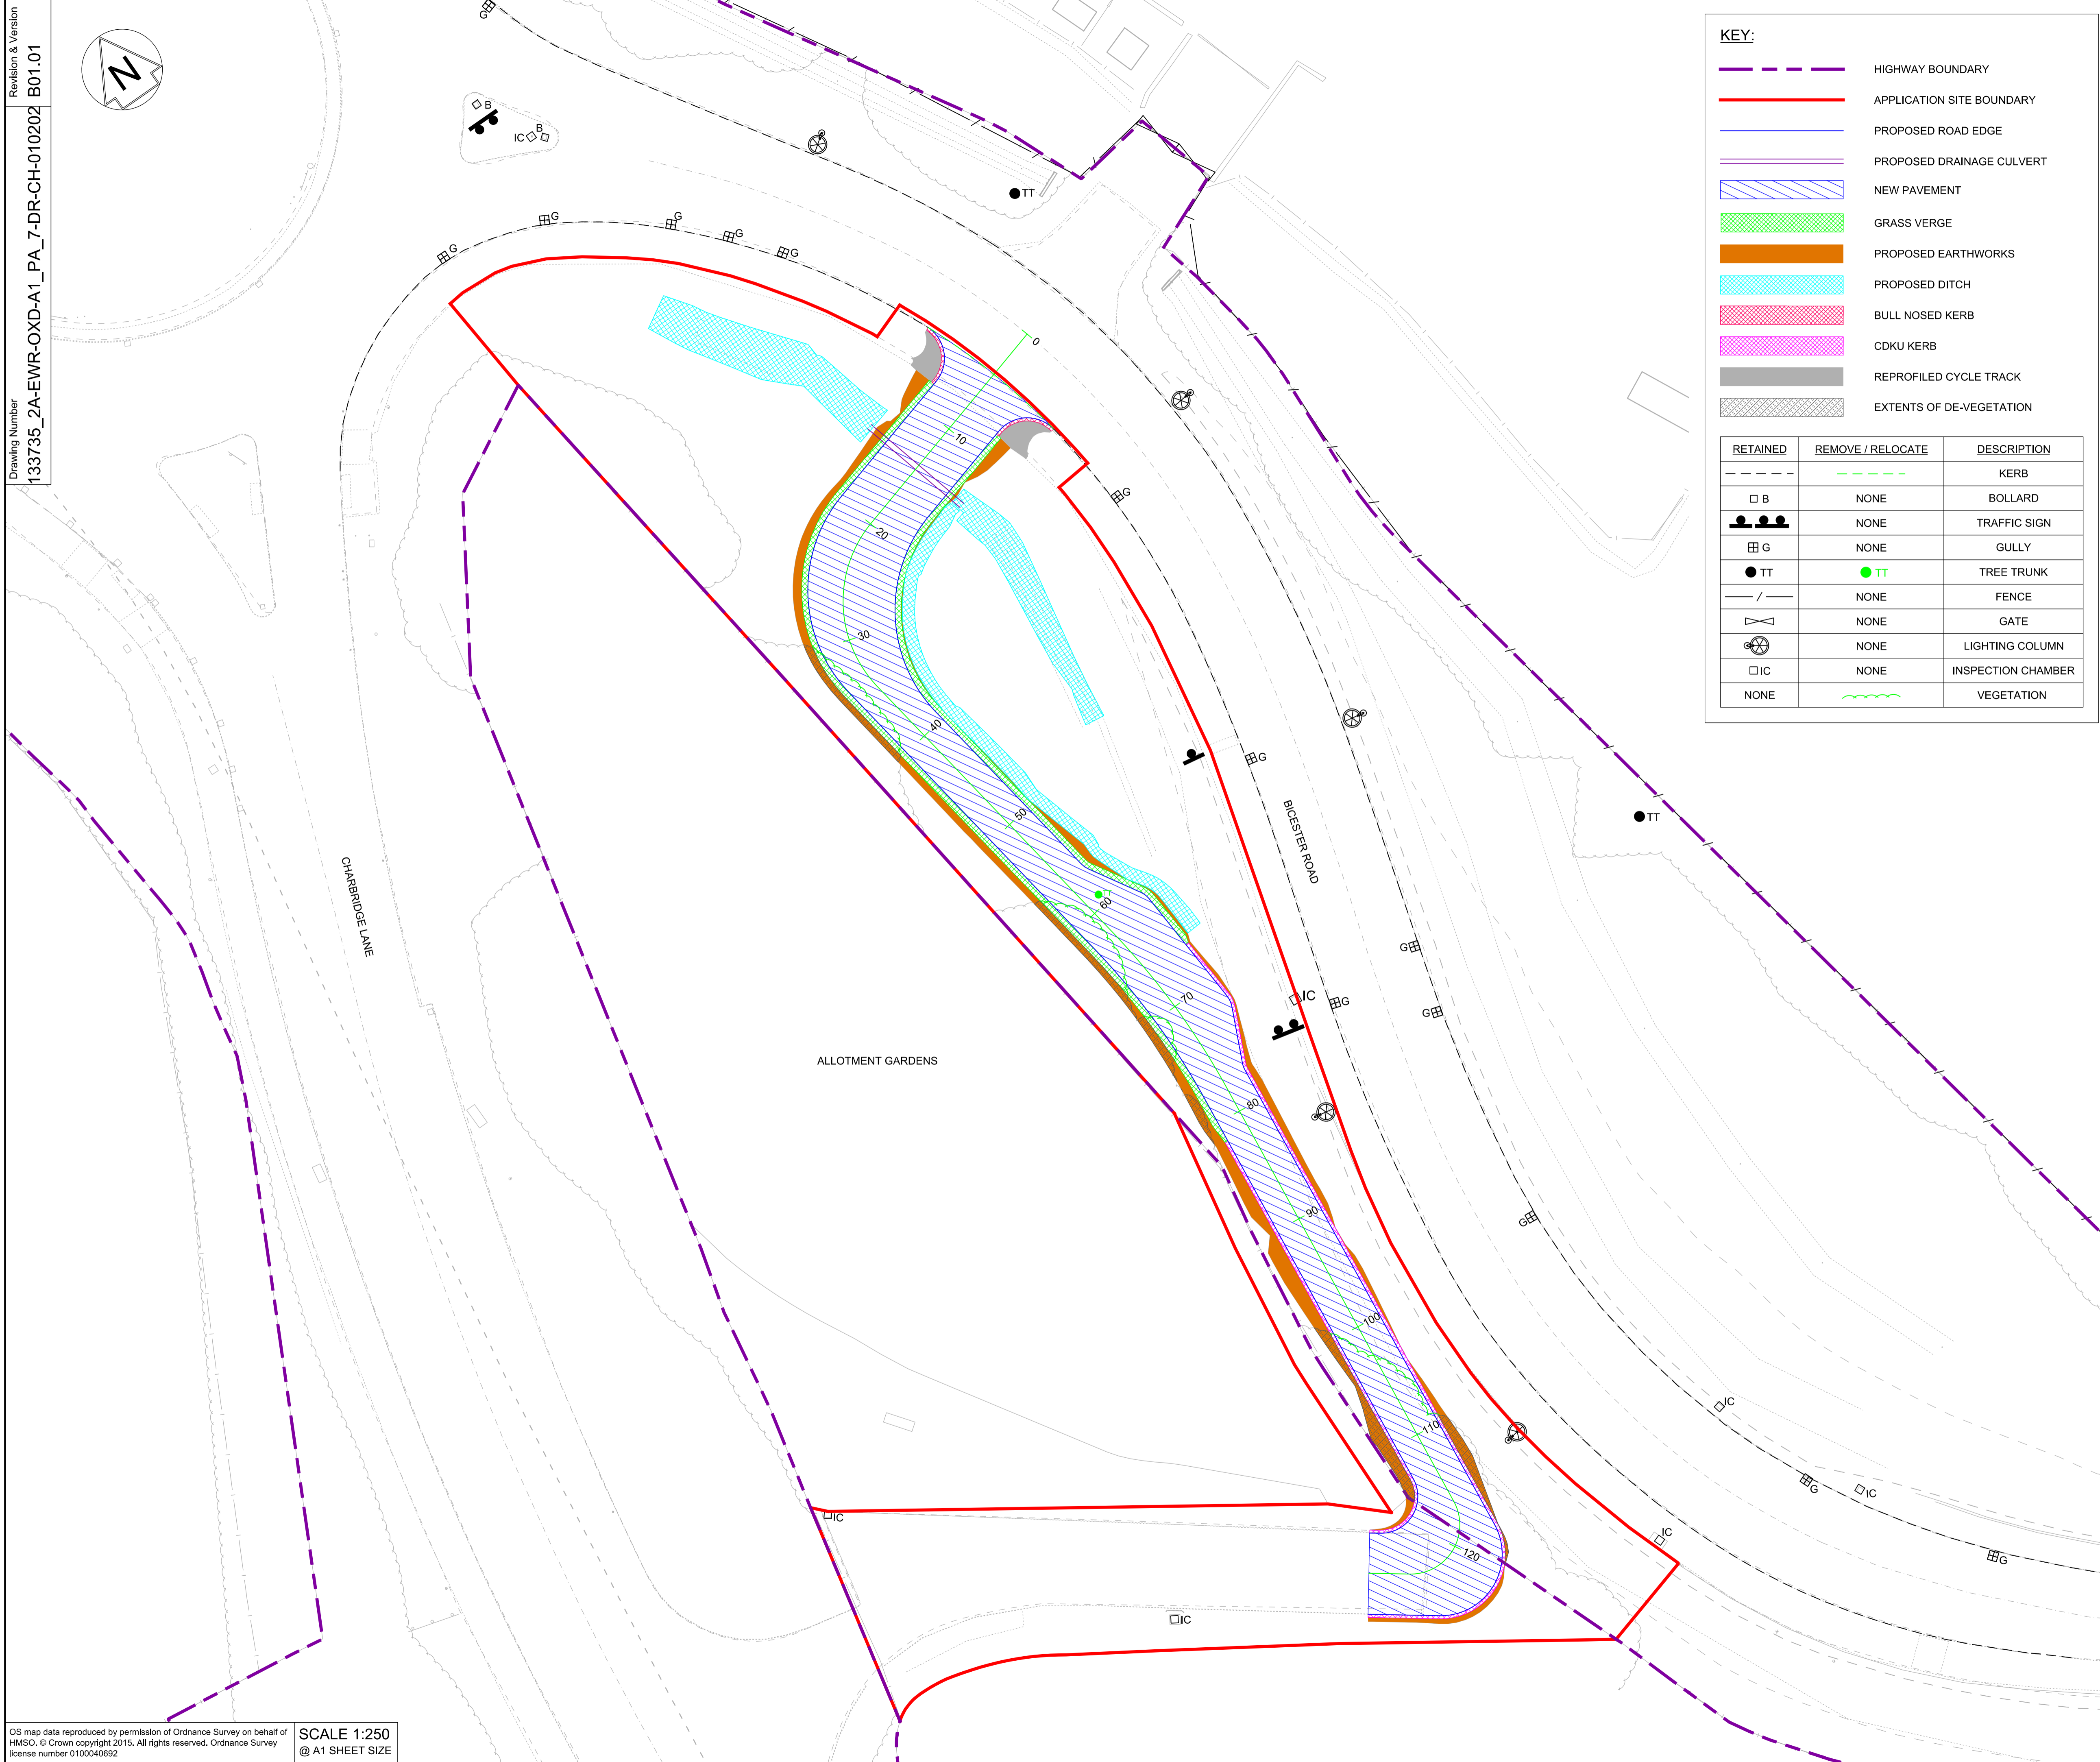 Drawing Number
133735_2A-EWR-OXD-A1_PA_7-DR-CH-010202
Revision & Version
B01.01
N
G
B
IC
B
G
G
G
G
G
TT
0
10
20
30
40
50
60
70
80
90
100
110
120
G
G
TT
IC
G
G
G
G
TT
IC
G
IC
IC
G
IC
IC
BICESTER ROAD
CHARBRIDGE LANE
ALLOTMENT GARDENS
KEY:
HIGHWAY BOUNDARY
APPLICATION SITE BOUNDARY
PROPOSED ROAD EDGE
PROPOSED DRAINAGE CULVERT
NEW PAVEMENT
GRASS VERGE
PROPOSED EARTHWORKS
PROPOSED DITCH
BULL NOSED KERB
CDKU KERB
REPROFILED CYCLE TRACK
EXTENTS OF DE-VEGETATION
RETAINED REMOVE / RELOCATE DESCRIPTION
KERB
B NONE BOLLARD
NONE TRAFFIC SIGN
G NONE GULLY
TT TT TREE TRUNK
NONE FENCE
NONE GATE
NONE LIGHTING COLUMN
IC NONE INSPECTION CHAMBER
NONE VEGETATION
OS map data reproduced by permission of Ordnance Survey on behalf of
HMSO. © Crown copyright 2015. All rights reserved. Ordnance Survey
license number 0100040692
SCALE 1:250
@ A1 SHEET SIZE